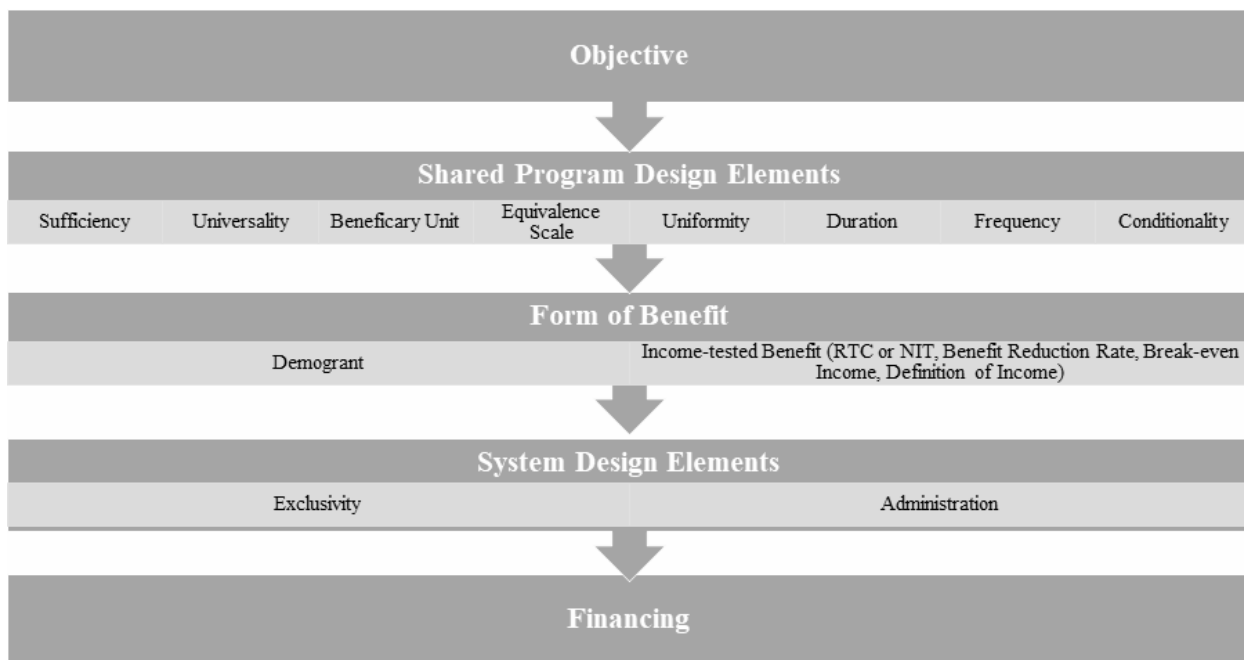 Objective
Shared Program Design Elements
Sufficiency
Universality
Beneficary Unit
Equivalence
Scale
Uniformity
Duration
Frequency
Conditionality
Form of Benefit
Demogrant
Income-tested Benefit (RTC or NIT, Benefit Reduction Rate, Break-even
Income, Definition of Income)
System Design Elements
Exclusivity
Administration
Financing